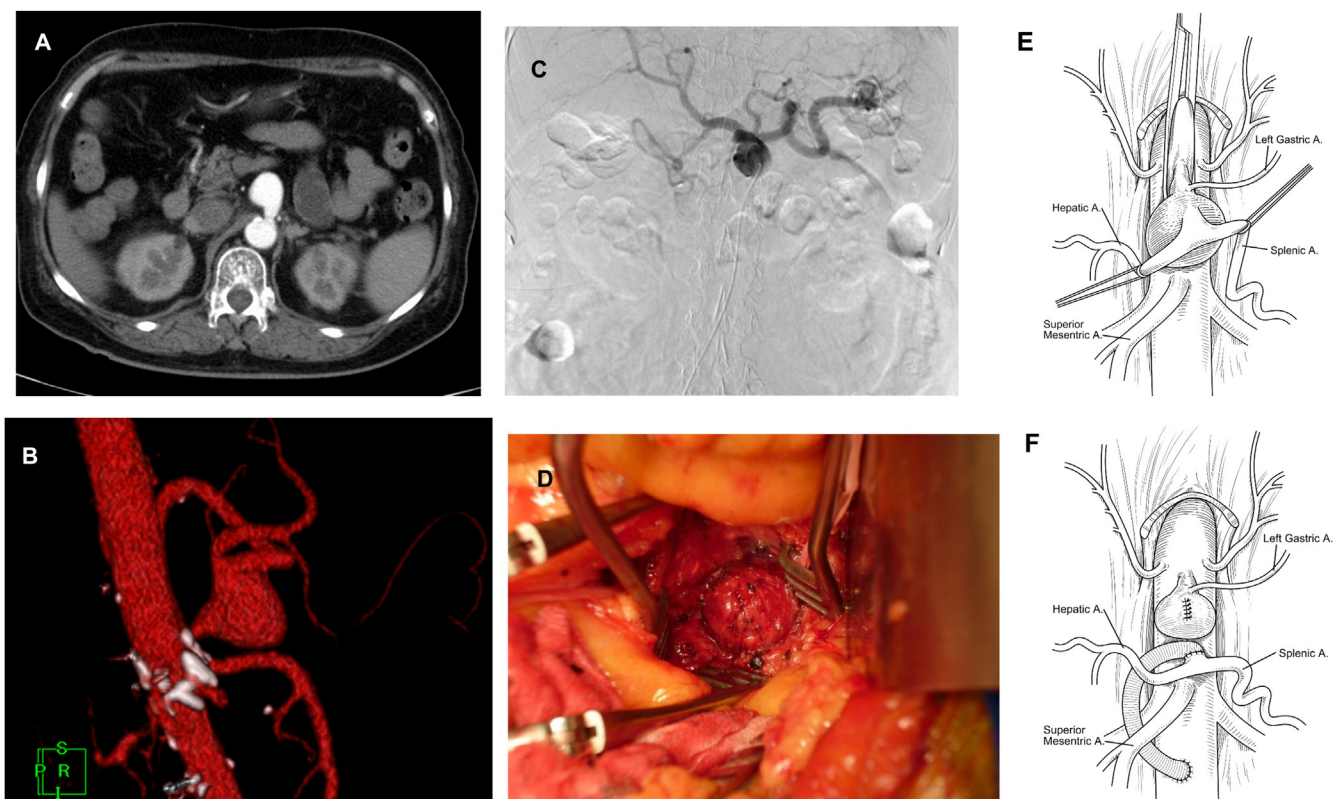 A
B
S
P R
I
C
D
E
Left Gastric A.
Hepatic A.
Splenic A.
Superior
Mesentric A.
F
Left Gastric A.
Hepatic A.
Splenic A.
Superior
Mesentric A.